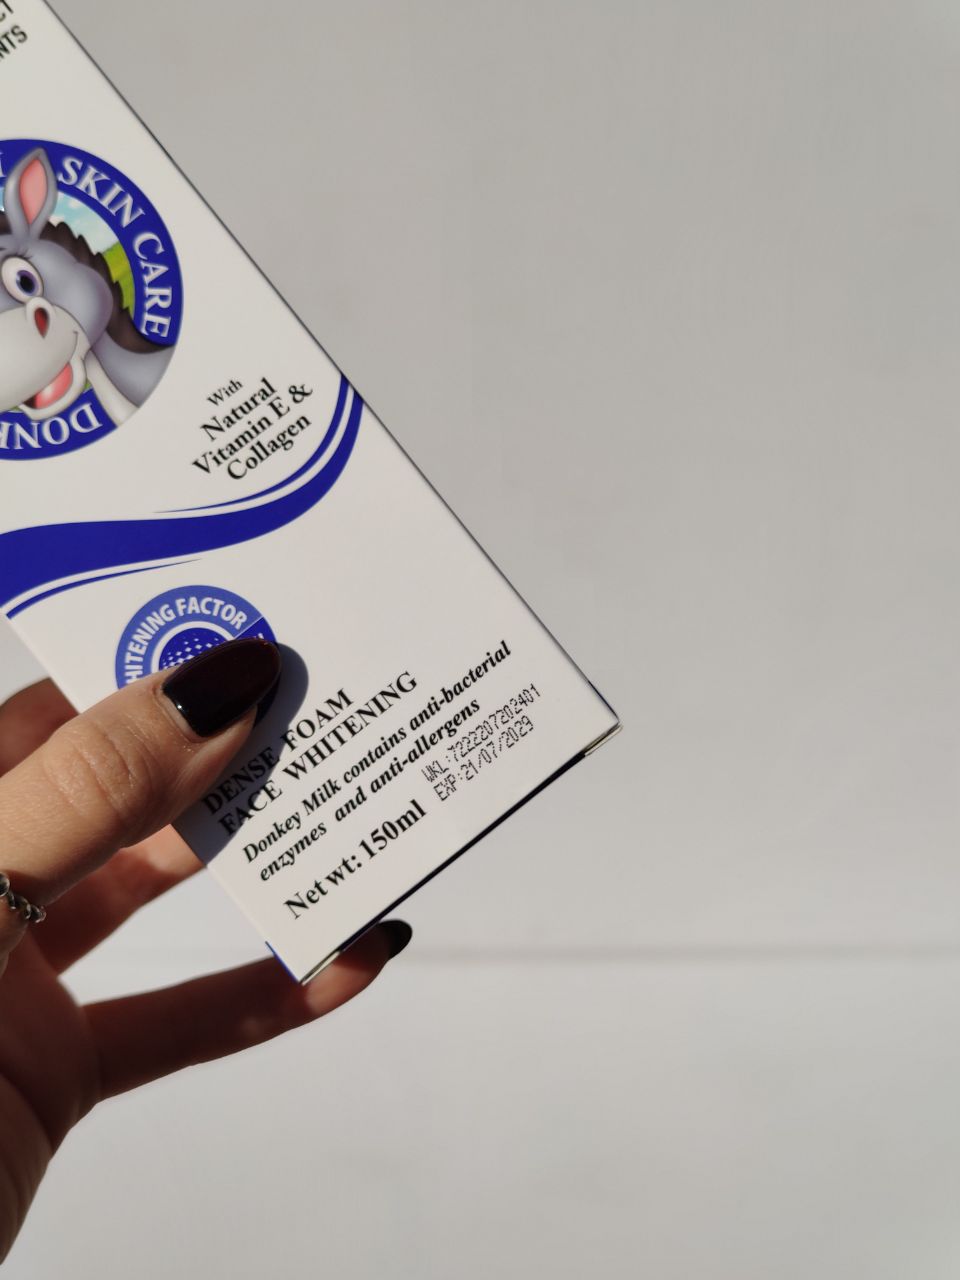 SKIN CARE
With
Natural
Vitamin E &
Collagen
FACTOR
DENSE FOAM
FACE WHITENING
Donkey Milk contains anti-bacterial
enzymes and anti-allergens
WKL:7222207202401
EXP:21/07/2029
Net wt: 150ml